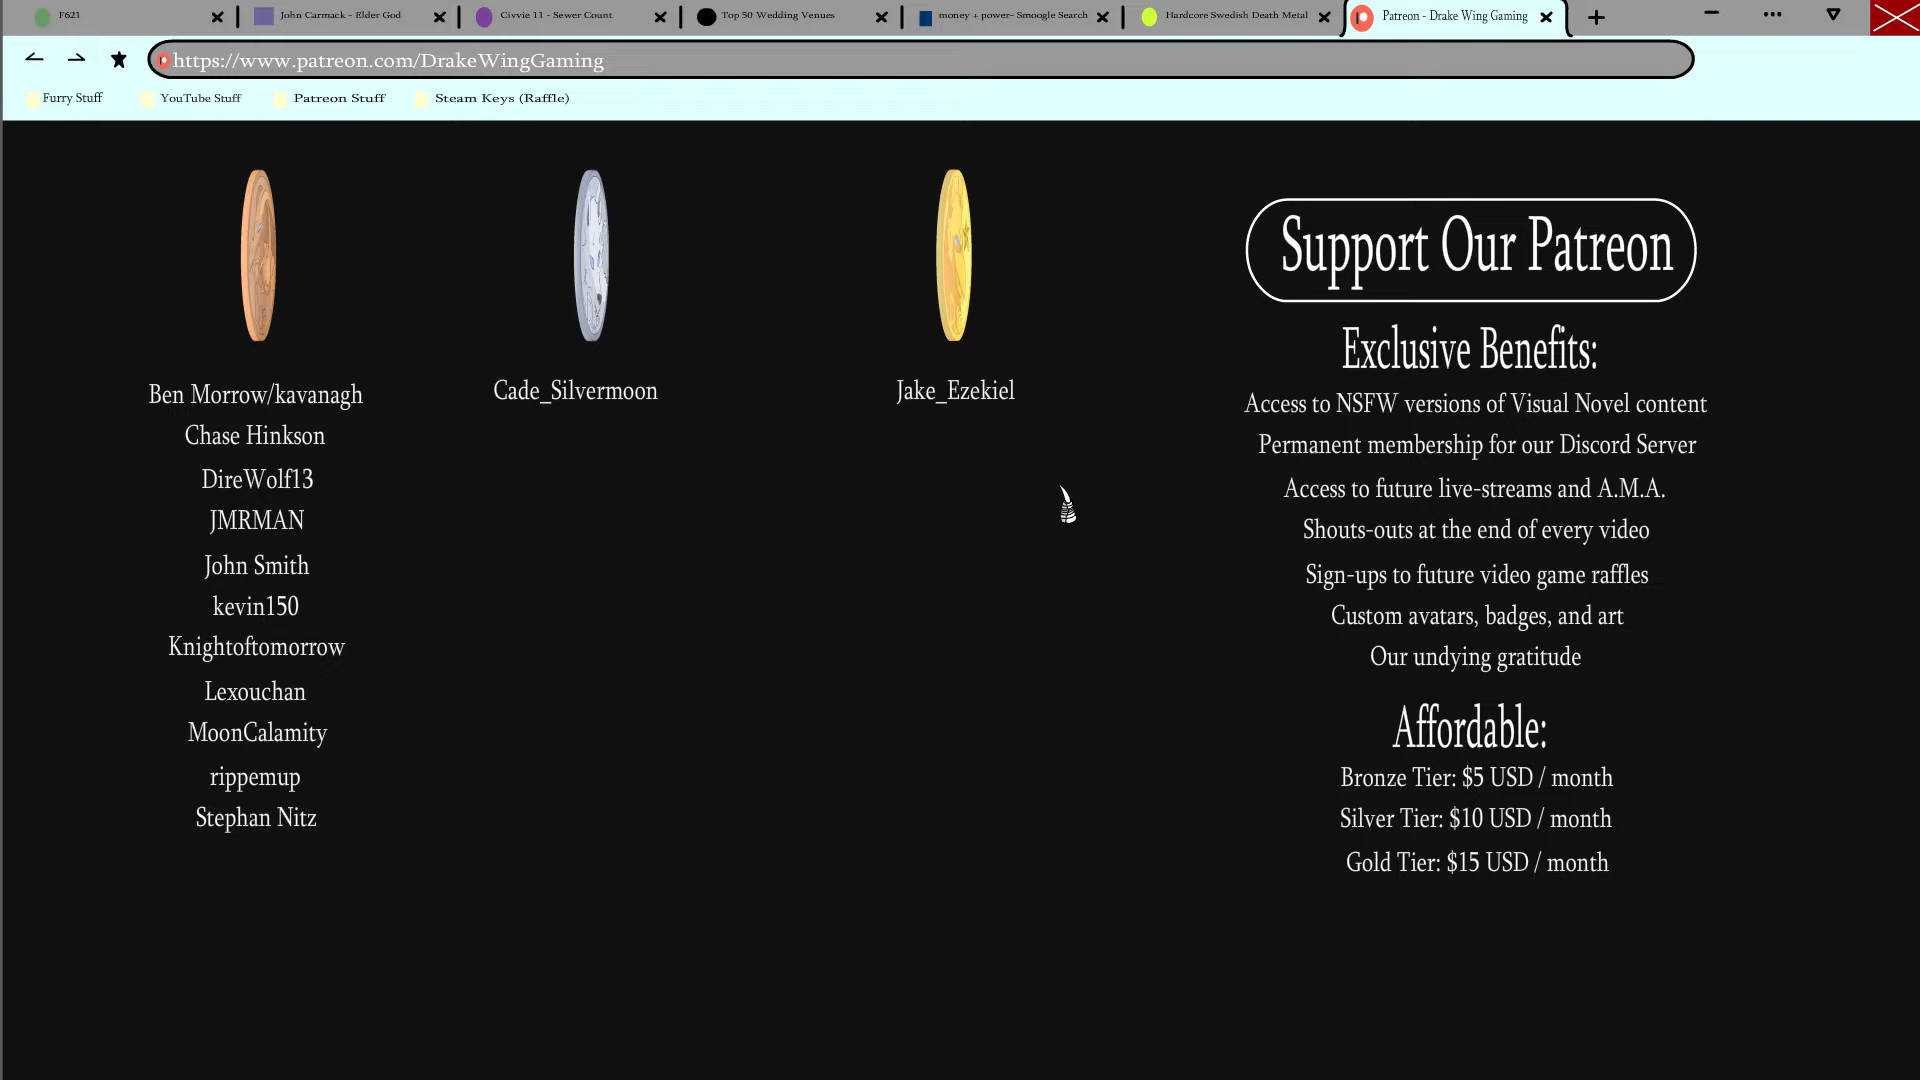 F621
John Carmack - Elder God
Civvie 11 - Sewer Count
Top 50 Wedding Venues
money + power- Smoogle Search
Hardcore Swedish Death Metal
Patreon - Drake Wing Gaming
https://www.patreon.com/DrakeWingGaming
Furry Stuff
YouTube Stuff
Patreon Stuff
Steam Keys (Raffle)
Ben Morrow/kavanagh
Chase Hinkson
DireWolf13
JMRMAN
John Smith
kevin150
Knightoftomorrow
Lexouchan
MoonCalamity
rippemup
Stephan Nitz
Cade_Silvermoon
Jake_Ezekiel
Support Our Patreon
Exclusive Benefits:
Access to NSFW versions of Visual Novel content
Permanent membership for our Discord Server
Access to future live-streams and A.M.A.
Shouts-outs at the end of every video
Sign-ups to future video game raffles
Custom avatars, badges, and art
Our undying gratitude
Affordable:
Bronze Tier: $5 USD / month
Silver Tier: $10 USD / month
Gold Tier: $15 USD / month